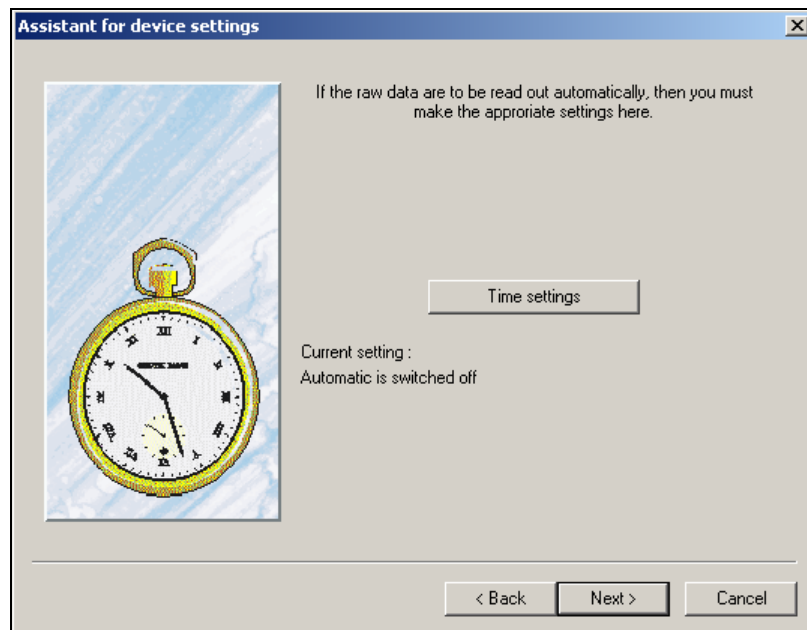 Assistant for device settings
If the raw data are to be read out automatically, then you must
make the approriate settings here.
XII
Time settings
Current setting :
Automatic is switched off
< Back
Next >
Cancel